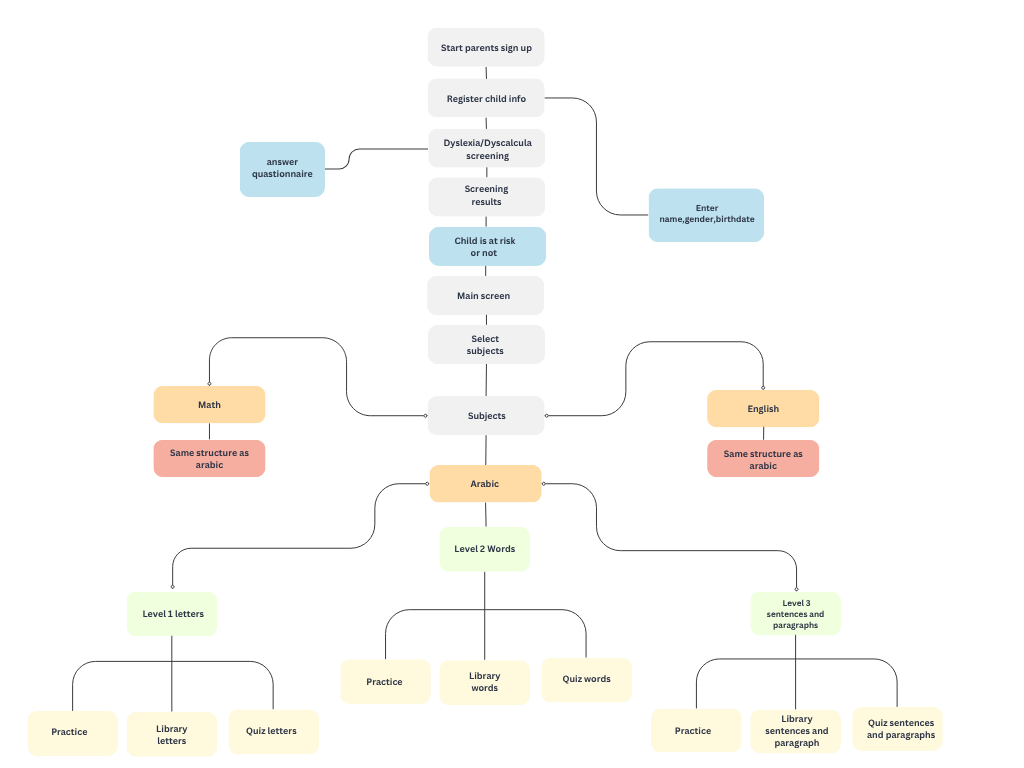 Start parents sign up
Register child info
Dyslexia/Dyscalcula
screening
answer
quastionnaire
Screening
results
Enter
name,gender,birthdate
Child is at risk
or not
Main screen
Select
subjects
Math
Subjects
English
Same structure as
arabic
Same structure as
arabic
Arabic
Level 2 Words
Level 1 letters
Level 3
sentences and
paragraphs
Practice
Library
words
Quiz words
Practice
Library
letters
Quiz letters
Practice
Library
sentences and
paragraph
Quiz sentences
and paragraphs